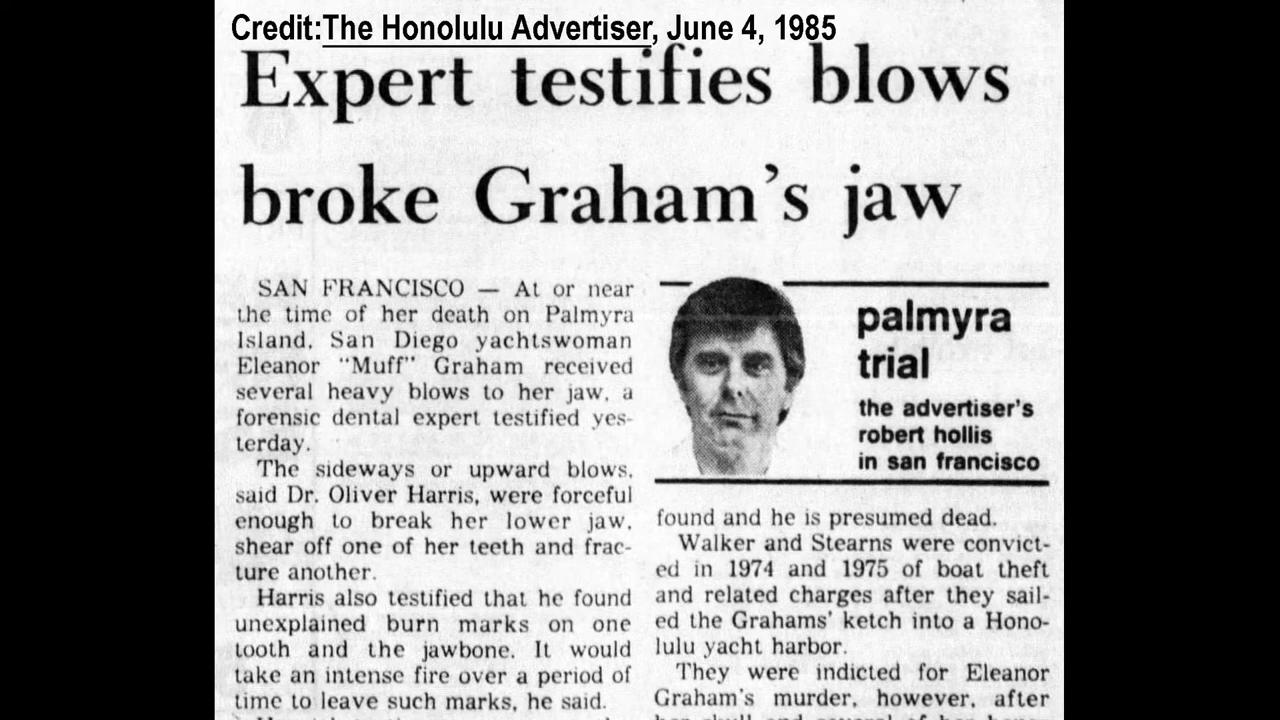 Credit:The Honolulu Advertiser, June 4, 1985
Expert testifies blows
broke Graham's jaw
SAN FRANCISCO — At or near
the time of her death on Palmyra
Island, San Diego yachtswoman
Eleanor "Muff" Graham received
several heavy blows to her jaw, a
forensic dental expert testified yes-
terday.
The sideways or upward blows,
said Dr. Oliver Harris, were forceful
enough to break her lower jaw,
shear off one of her teeth and frac-
ture another.
Harris also testified that he found
unexplained burn marks on one
tooth and the jawbone. It would
take an intense fire over a period of
time to leave such marks, he said.
palmyra
trial
the advertiser's
robert hollis
in san francisco
found and he is presumed dead.
Walker and Stearns were convict-
ed in 1974 and 1975 of boat theft
and related charges after they sail-
ed the Grahams' ketch into a Hono-
lulu yacht harbor.
They were indicted for Eleanor
Graham's murder, however, after